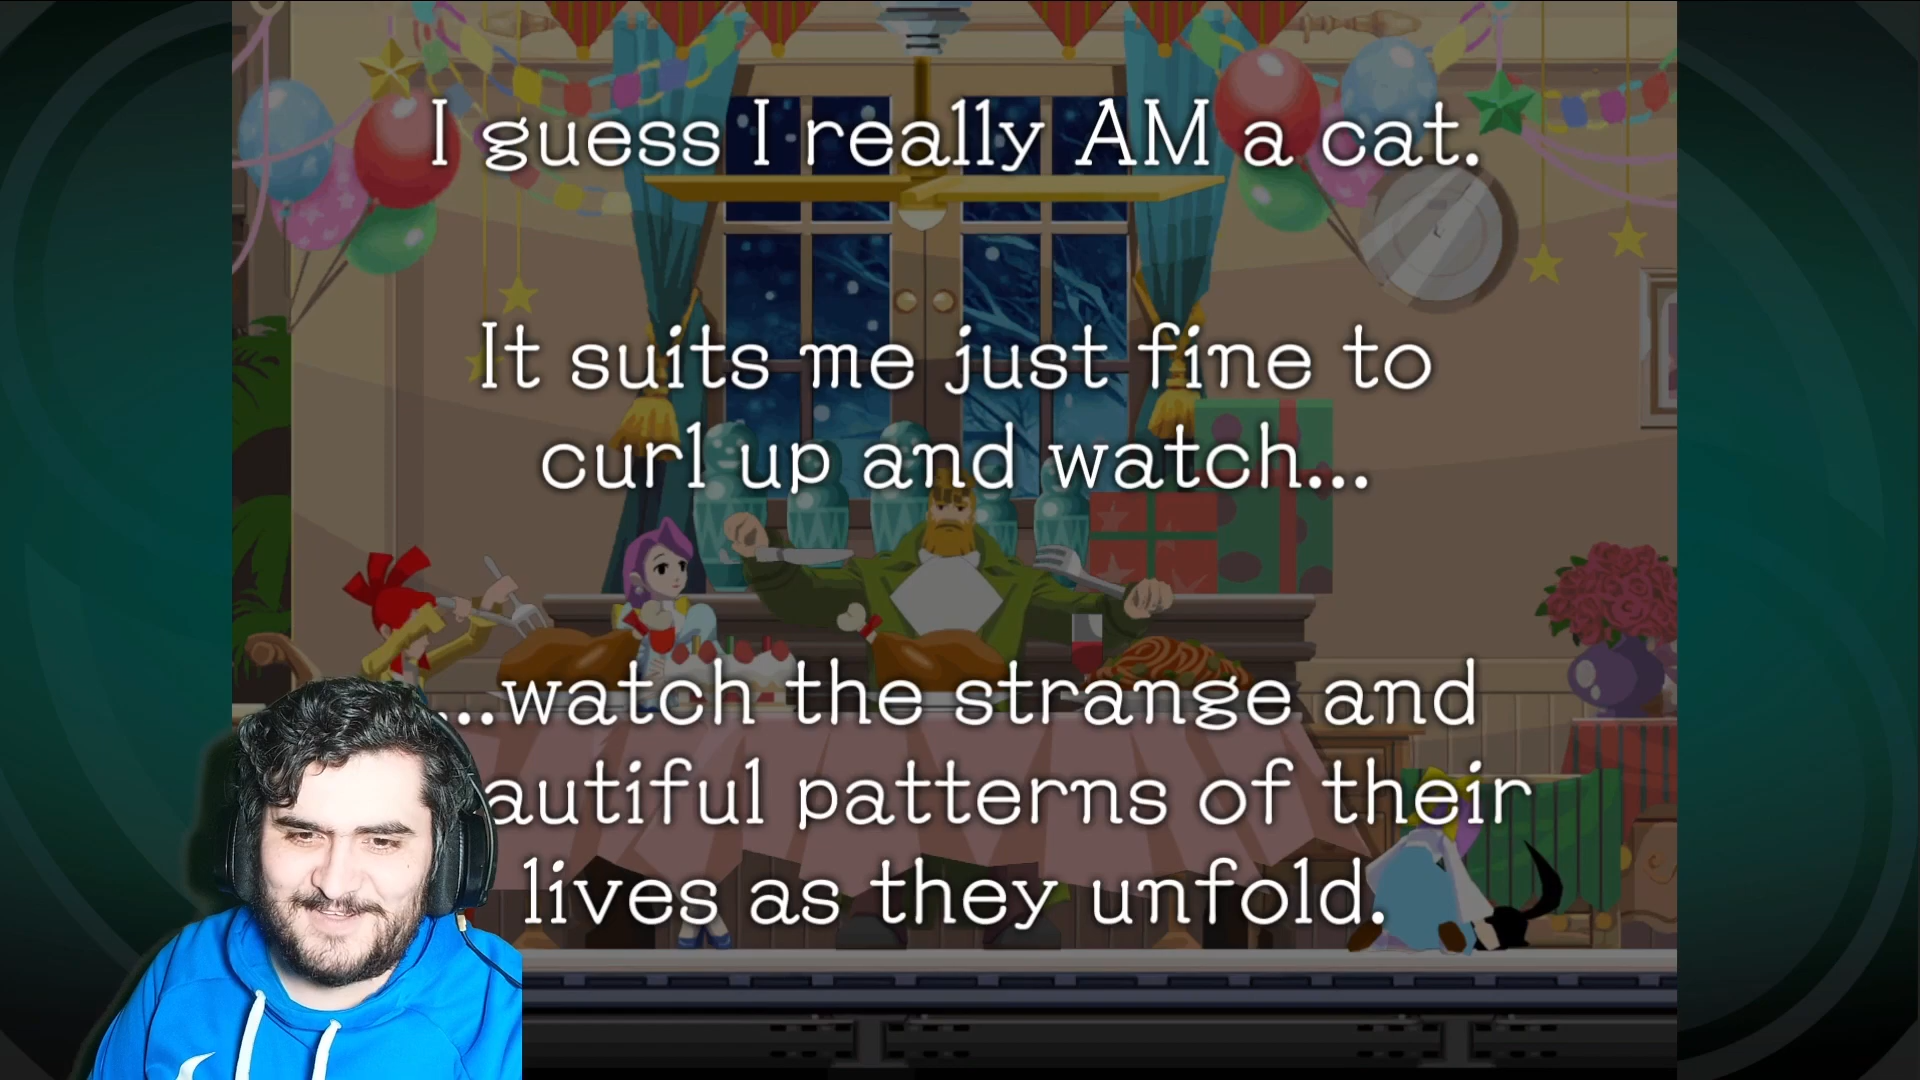 I guess I really AM a cat.
It suits me just fine to
curl up and watch...
...watch the strange and
autiful patterns of their
lives as they unfold.